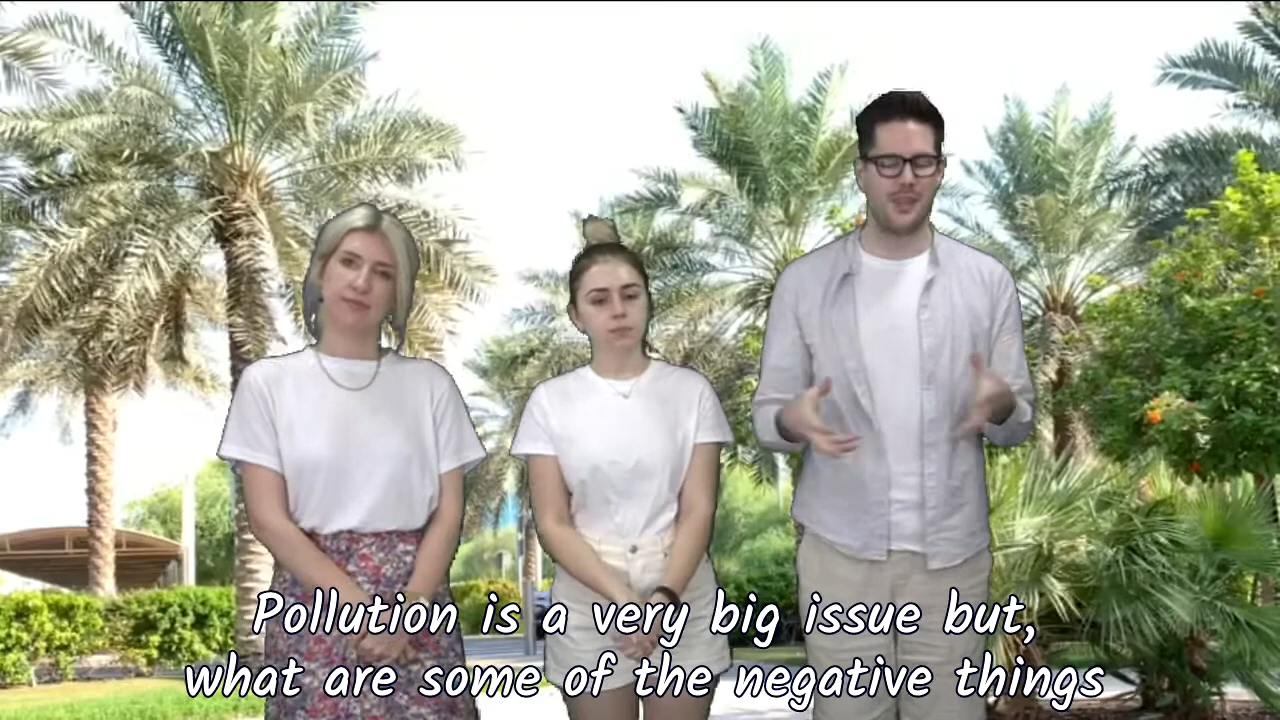 Pollution is a very big issue but,
what are some of the negative things